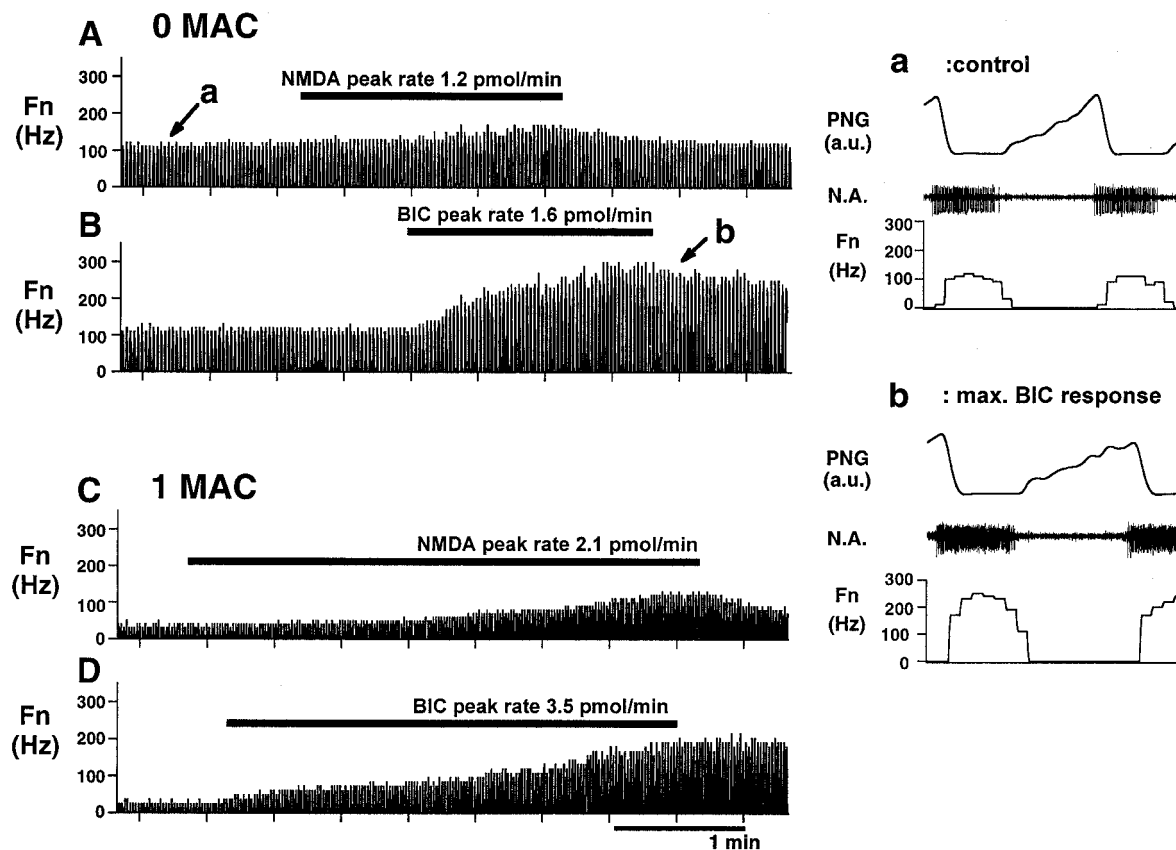 A 0 MAC
300
200
100
0
Fn
(Hz)
a
NMDA peak rate 1.2 pmol/min
B
300
200
100
0
Fn
(Hz)
BIC peak rate 1.6 pmol/min
b
C 1 MAC
300
200
100
0
Fn
(Hz)
NMDA peak rate 2.1 pmol/min
D
300
200
100
0
Fn
(Hz)
BIC peak rate 3.5 pmol/min
1 min
a :control
PNG
(a.u.)
N.A.
300
200
100
0
Fn
(Hz)
b : max. BIC response
PNG
(a.u.)
N.A.
300
200
100
0
Fn
(Hz)